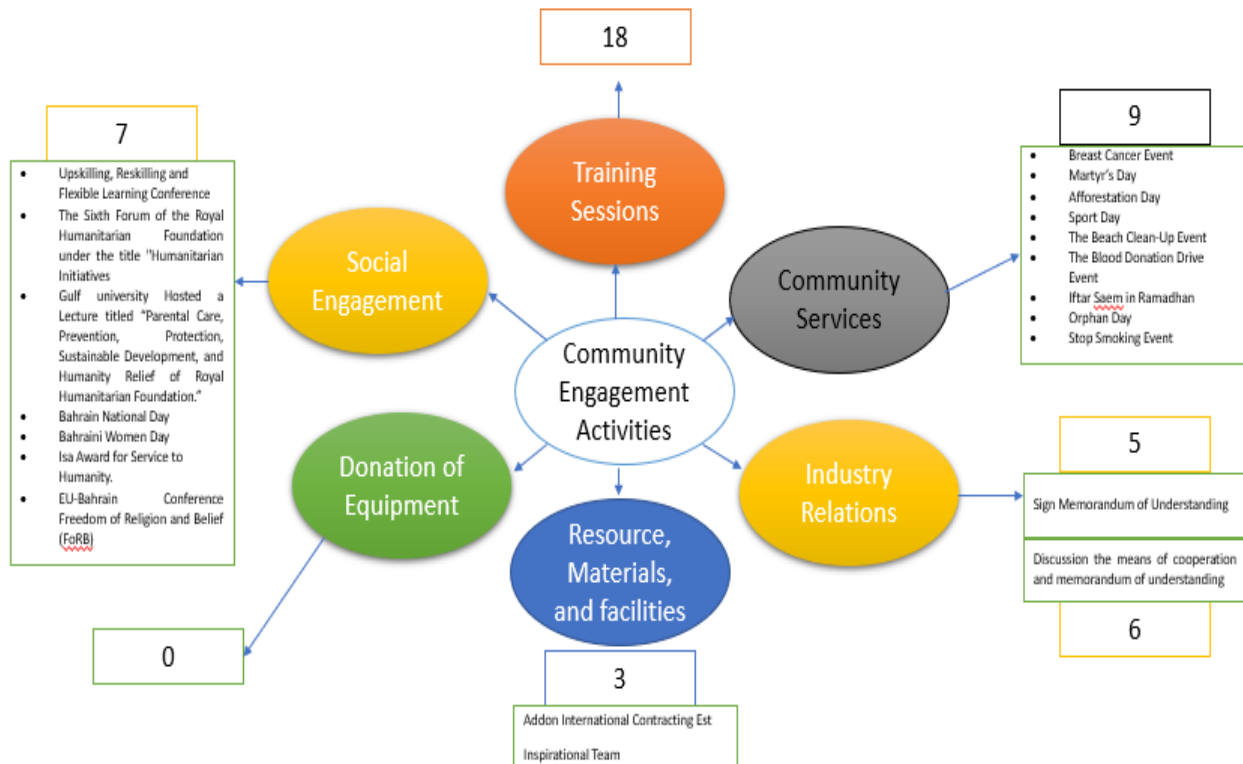 18
Training
Sessions
7
• Upskilling, Reskilling and
Flexible Learning Conference
• The Sixth Forum of the Royal
Humanitarian Foundation
under the title "Humanitarian
Initiatives
• Gulf university Hosted a
Lecture titled “Parental Care,
Prevention, Protection,
Sustainable Development, and
Humanity Relief of Royal
Humanitarian Foundation.”
• Bahrain National Day
• Bahraini Women Day
• Isa Award for Service to
Humanity.
• EU-Bahrain Conference
Freedom of Religion and Belief
(FoRB)
Social
Engagement
9
• Breast Cancer Event
• Martyr’s Day
• Afforestation Day
• Sport Day
• The Beach Clean-Up Event
• The Blood Donation Drive
Event
• Iftar Saem in Ramadhan
• Orphan Day
• Stop Smoking Event
Community
Services
Community
Engagement
Activities
Donation of
Equipment
0
Industry
Relations
5
Sign Memorandum of Understanding
Discussion the means of cooperation
and memorandum of understanding
6
Resource,
Materials,
and facilities
3
Addon International Contracting Est
Inspirational Team